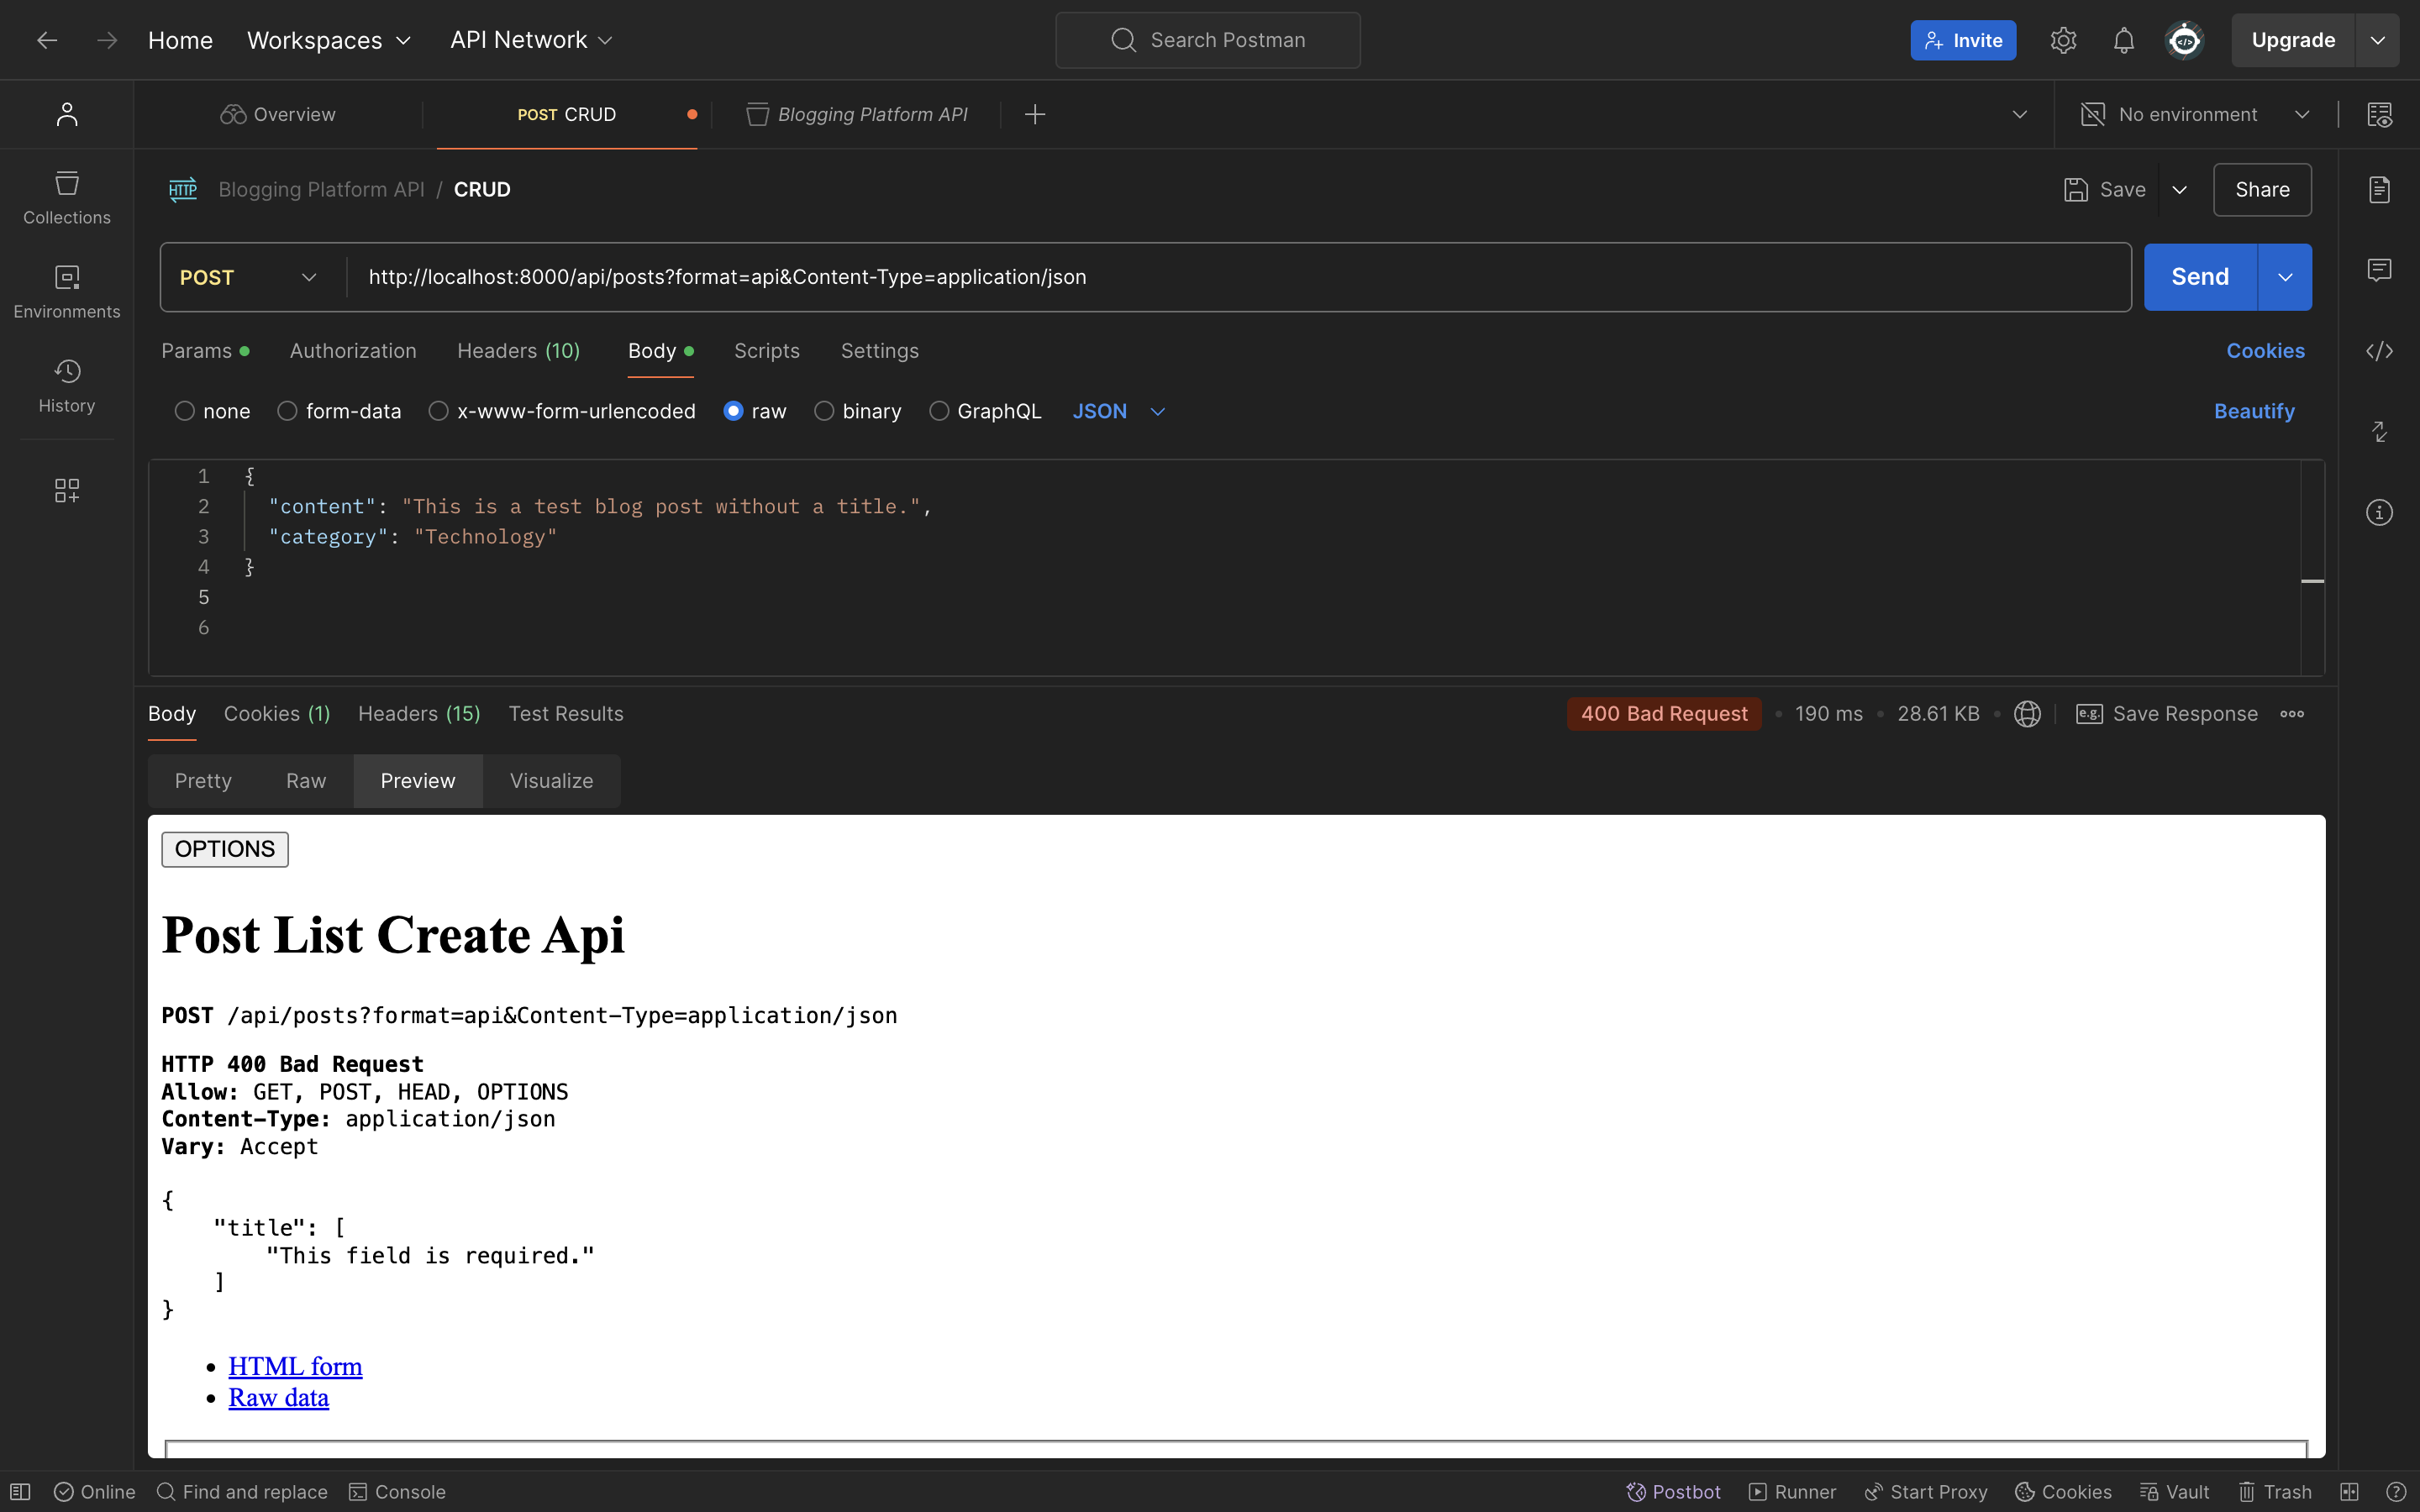 Home Workspaces API Network Search Postman Invite Upgrade
Overview POST CRUD Blogging Platform API No environment
HTTP Blogging Platform API / CRUD Save Share
Collections
POST http://localhost:8000/api/posts?format=api&Content-Type=application/json Send
Environments
Params Authorization Headers (10) Body Scripts Settings Cookies
History
none form-data x-www-form-urlencoded raw binary GraphQL JSON Beautify
1 {
2 "content": "This is a test blog post without a title.",
3 "category": "Technology"
4 }
5
6
Body Cookies (1) Headers (15) Test Results 400 Bad Request • 190 ms • 28.61 KB • e.g. Save Response
Pretty Raw Preview Visualize
OPTIONS
Post List Create Api
POST /api/posts?format=api&Content-Type=application/json
HTTP 400 Bad Request
Allow: GET, POST, HEAD, OPTIONS
Content-Type: application/json
Vary: Accept
{
"title": [
"This field is required."
]
}
• HTML form
• Raw data
Online Find and replace Console Postbot Runner Start Proxy Cookies Vault Trash